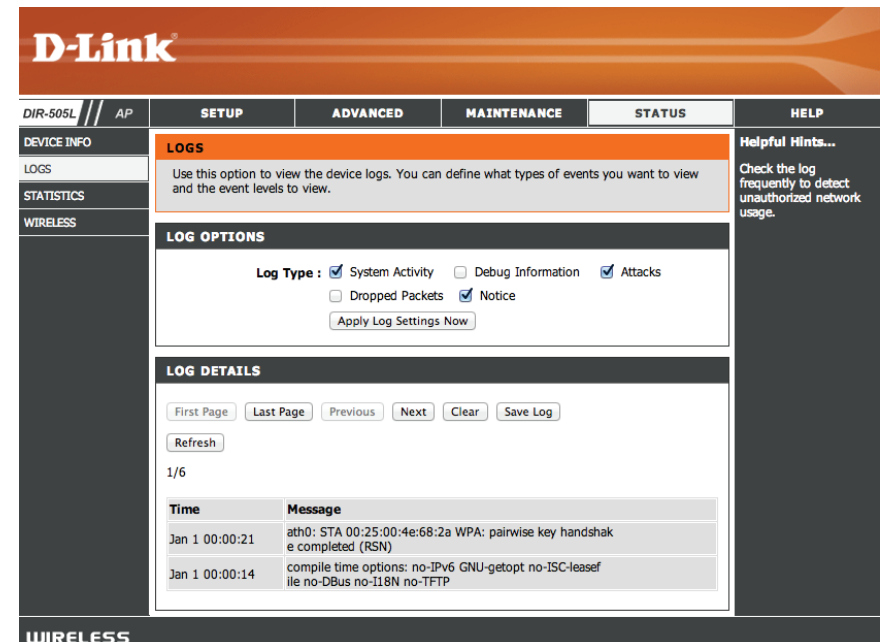 D-Link
DIR-505L // AP
SETUP
ADVANCED
MAINTENANCE
STATUS
HELP
DEVICE INFO
LOGS
STATISTICS
WIRELESS
LOGS
Use this option to view the device logs. You can define what types of events you want to view
and the event levels to view.
LOG OPTIONS
Log Type : System Activity Debug Information Attacks
Dropped Packets Notice
Apply Log Settings Now
LOG DETAILS
First Page Last Page Previous Next Clear Save Log
Refresh
1/6
Time Message
Jan 1 00:00:21 ath0: STA 00:25:00:4e:68:2a WPA: pairwise key handshak
e completed (RSN)
Jan 1 00:00:14 compile time options: no-IPv6 GNU-getopt no-ISC-leasef
ile no-DBus no-I18N no-TFTP
Helpful Hints...
Check the log
frequently to detect
unauthorized network
usage.
WIRELESS